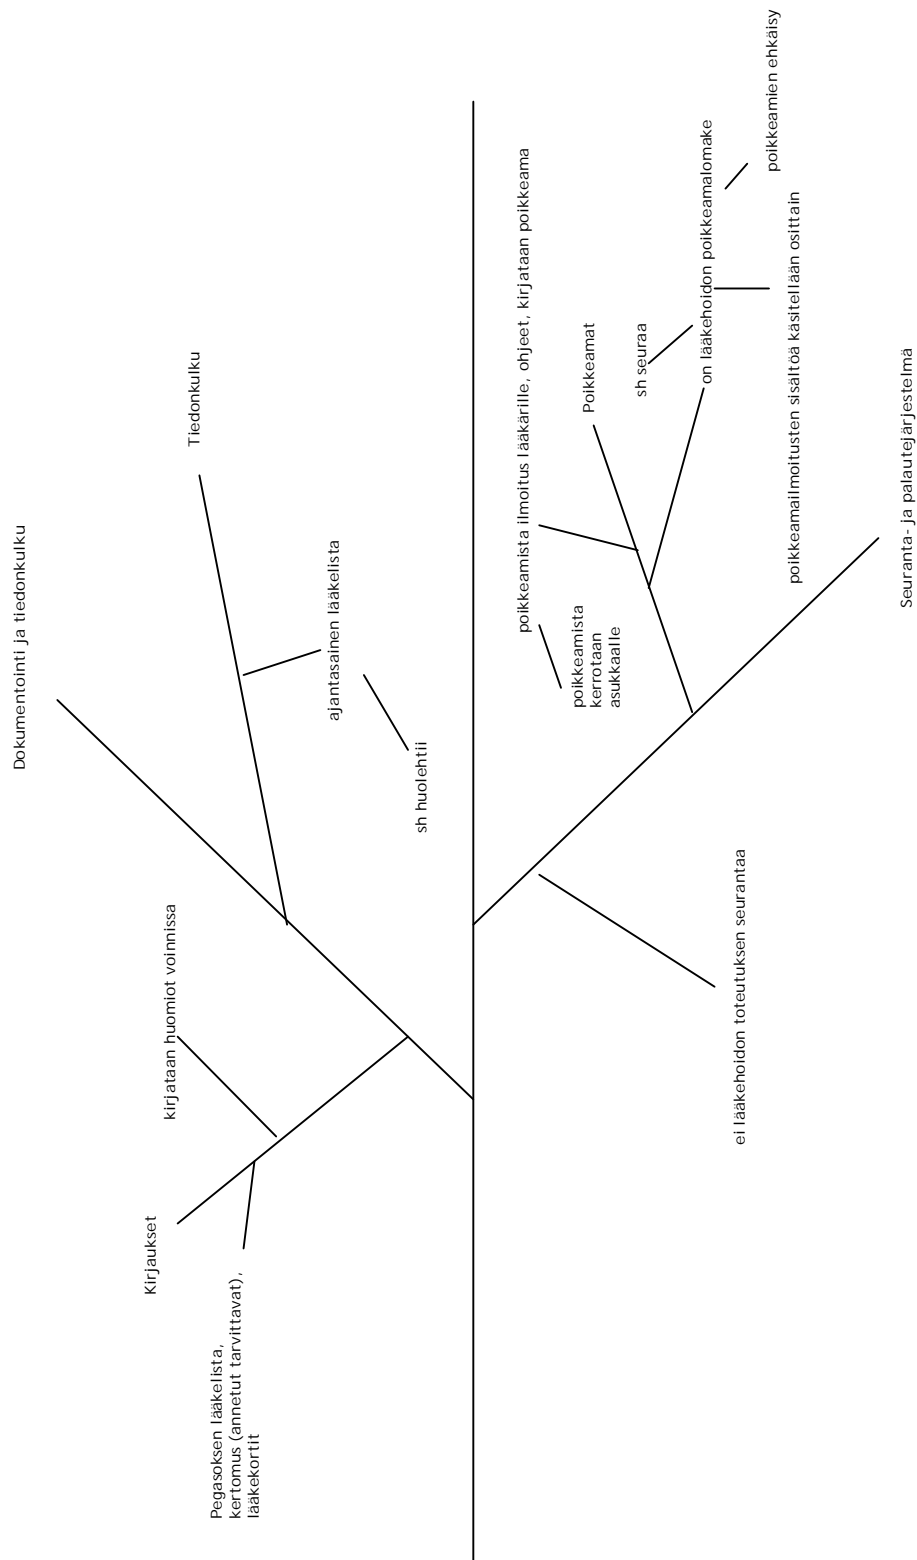 Dokumentointi ja tiedonkulku
Kirjaukset
kirjataan huomiot voinnissa
Tiedonkulku
Pegasoksen lääkelista,
kertomus (annetut tarvittavat),
lääkekortit
ajantasainen lääkelista
sh huolehtii
poikkeamista ilmoitus lääkärille, ohjeet, kirjataan poikkeama
poikkeamista
kerrotaan
asukkaalle
Poikkeamat
sh seuraa
on lääkehoidon poikkeamalomake
ei lääkehoidon toteutuksen seurantaa
poikkeamien ehkäisy
poikkeamailmoitusten sisältöä käsitellään osittain
Seuranta- ja palautejärjestelmä